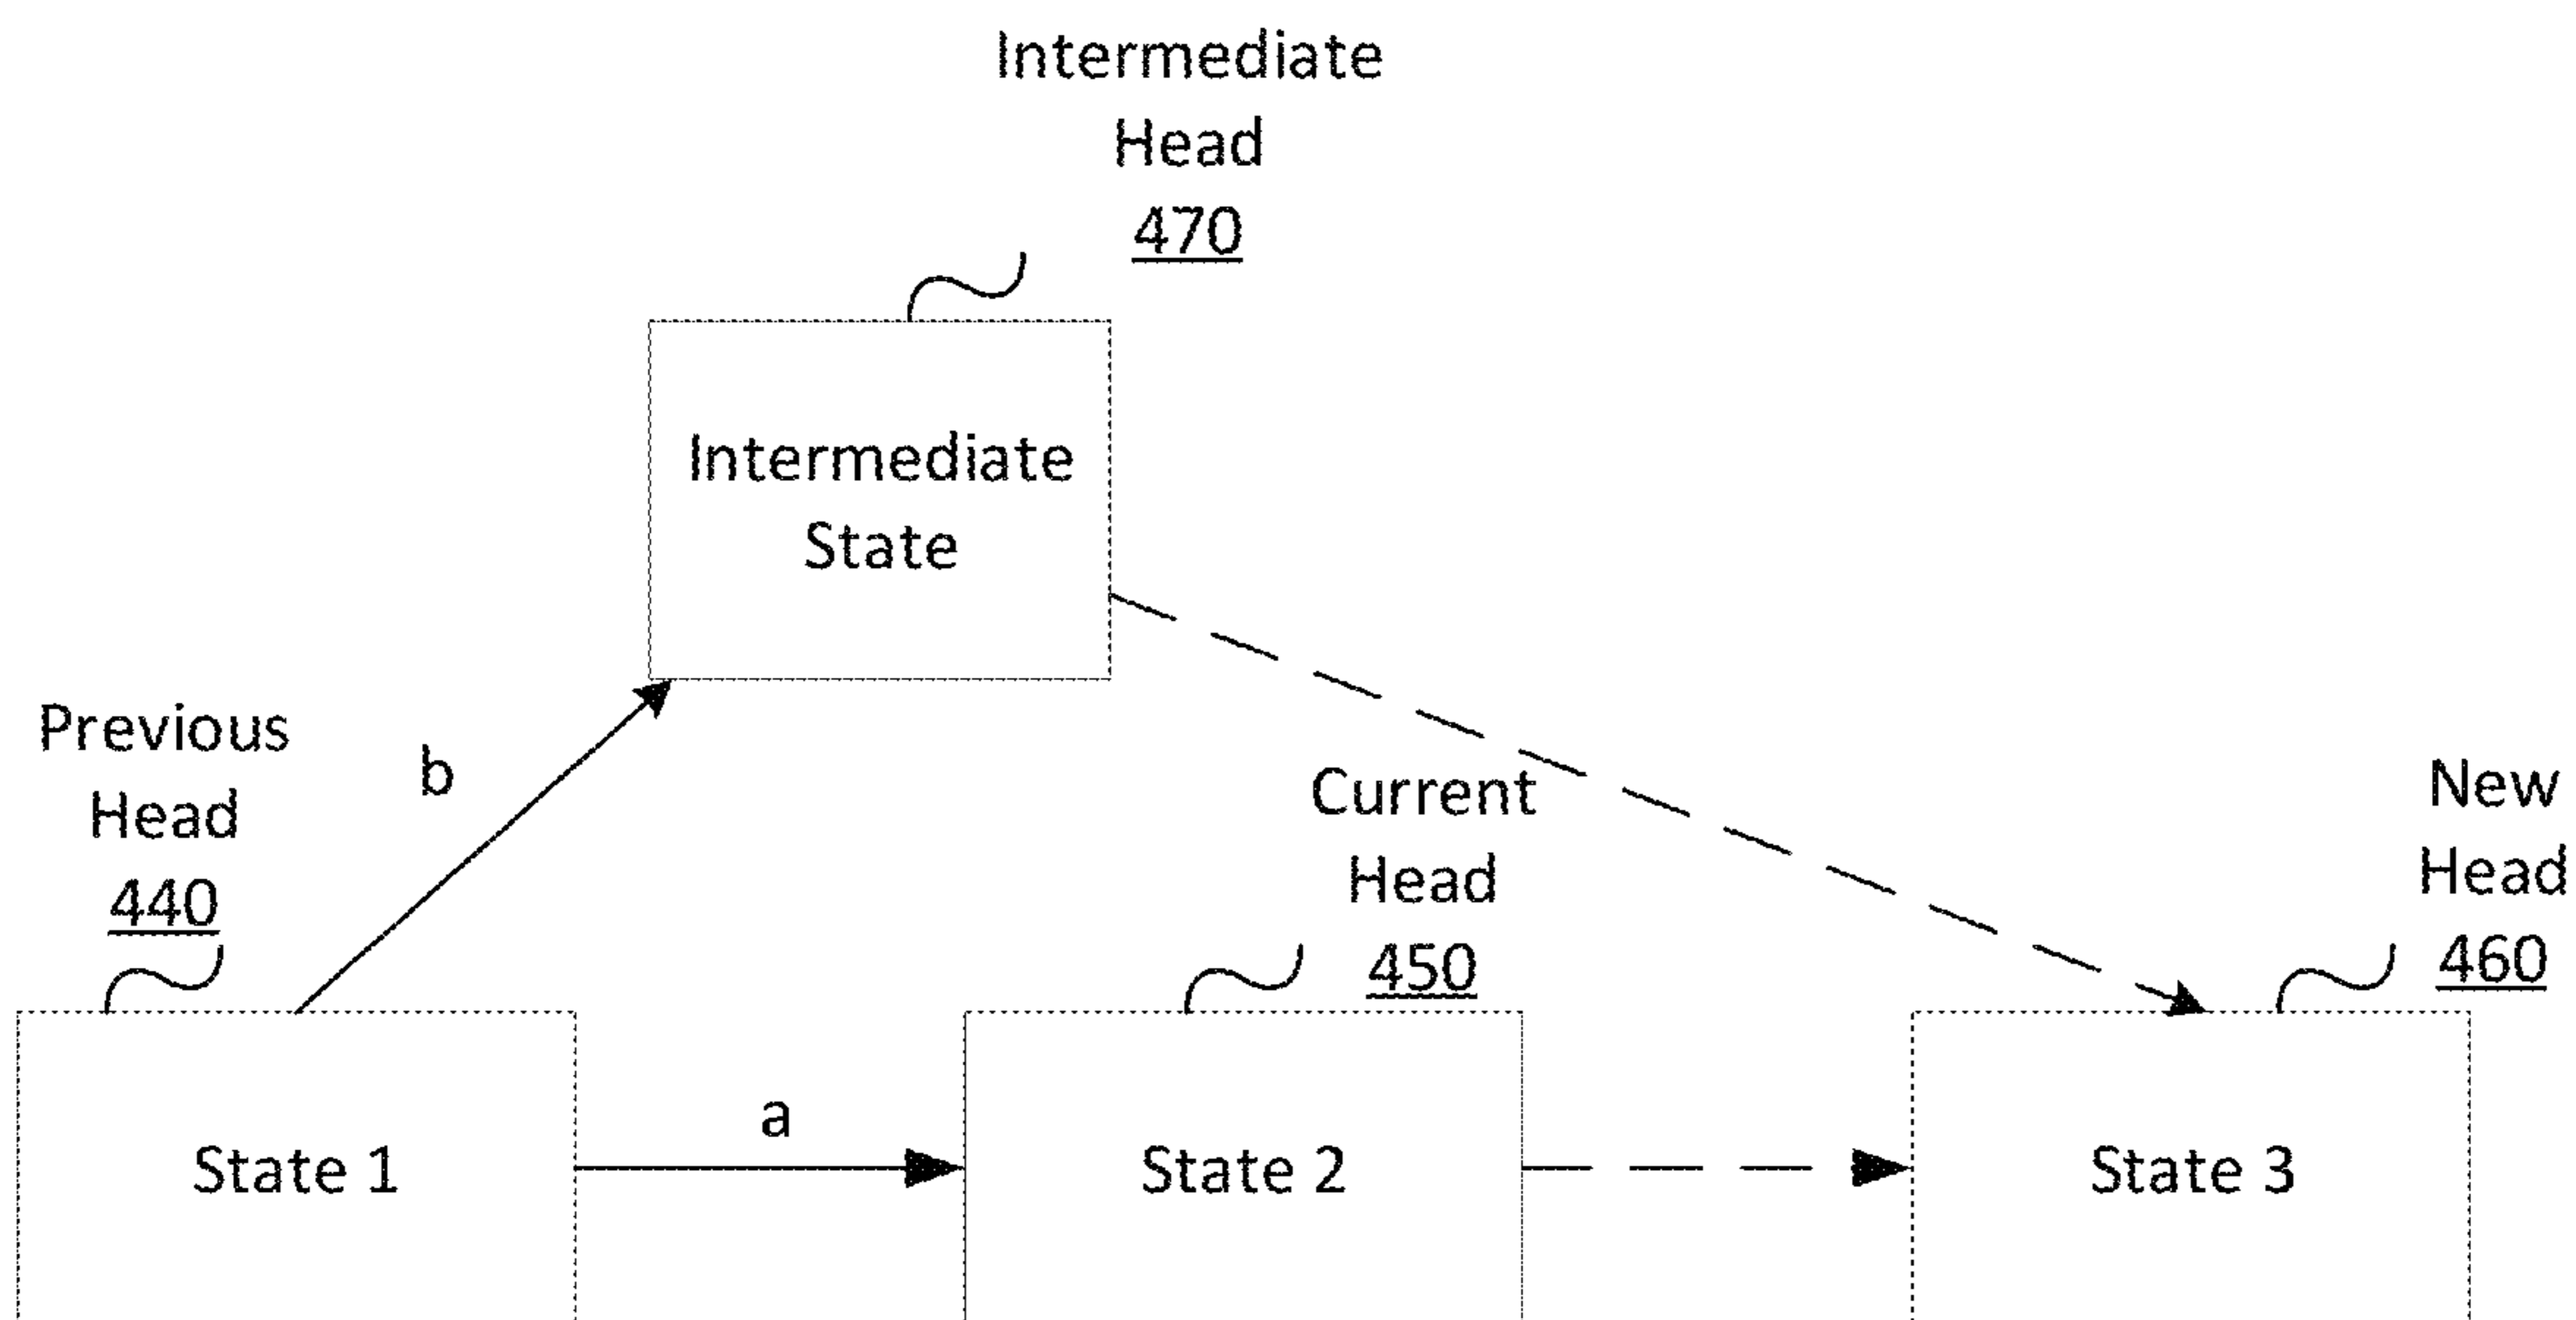 Intermediate
Head
470
Intermediate
State
Previous
Head
440
b
Current
Head
450
New
Head
460
a
State 1
State 2
State 3